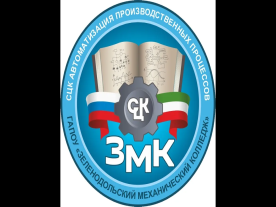 СЦК АВТОМАТИЗАЦИЯ ПРОИЗВОДСТВЕННЫХ ПРОЦЕССОВ
СЦК
ЗМК
ГАПОУ «ЗЕЛЕНОДОЛЬСКИЙ МЕХАНИЧЕСКИЙ КОЛЛЕДЖ»